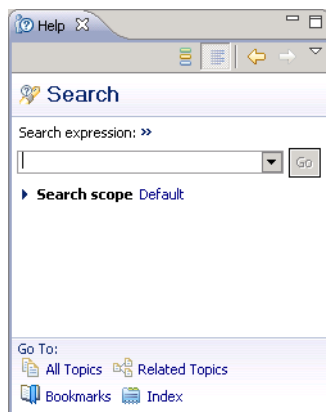 Help
Search
Search expression: »
Go
Search scope Default
Go To:
All Topics Related Topics
Bookmarks Index